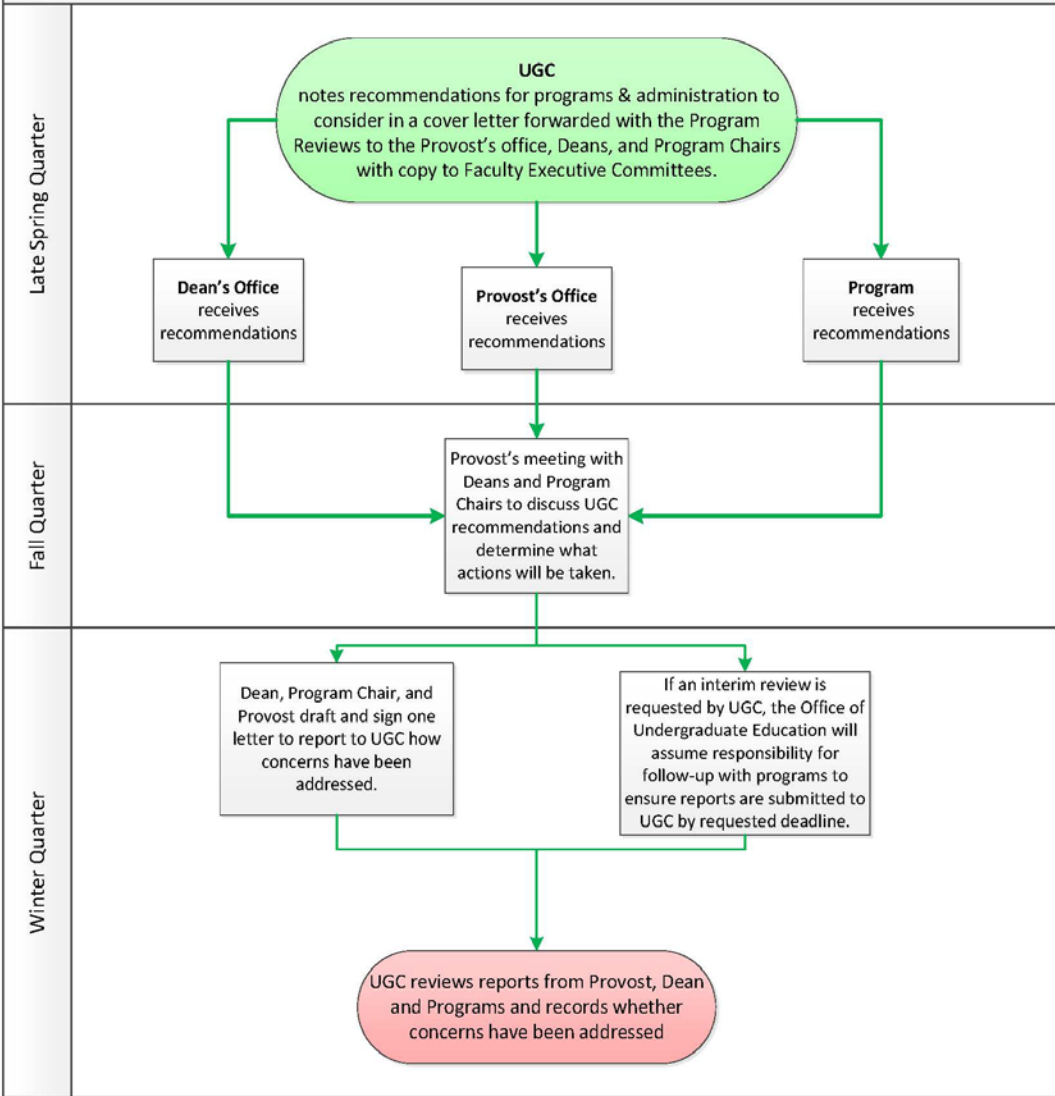 Late Spring Quarter
UGC
notes recommendations for programs & administration to
consider in a cover letter forwarded with the Program
Reviews to the Provost's office, Deans, and Program Chairs
with copy to Faculty Executive Committees.
Dean's Office
receives
recommendations
Provost's Office
receives
recommendations
Program
receives
recommendations
Fall Quarter
Provost's meeting with
Deans and Program
Chairs to discuss UGC
recommendations and
determine what
actions will be taken.
Winter Quarter
Dean, Program Chair, and
Provost draft and sign one
letter to report to UGC how
concerns have been
addressed.
If an interim review is
requested by UGC, the Office of
Undergraduate Education will
assume responsibility for
follow-up with programs to
ensure reports are submitted to
UGC by requested deadline.
UGC reviews reports from Provost, Dean
and Programs and records whether
concerns have been addressed